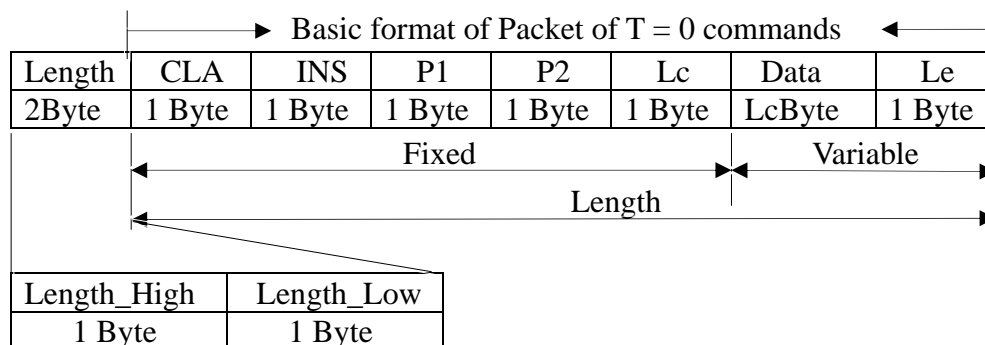 Basic format of Packet of T = 0 commands
Length CLA INS P1 P2 Lc Data Le
2Byte 1 Byte 1 Byte 1 Byte 1 Byte 1 Byte LcByte 1 Byte
Fixed Variable
Length
Length_High Length_Low
1 Byte 1 Byte